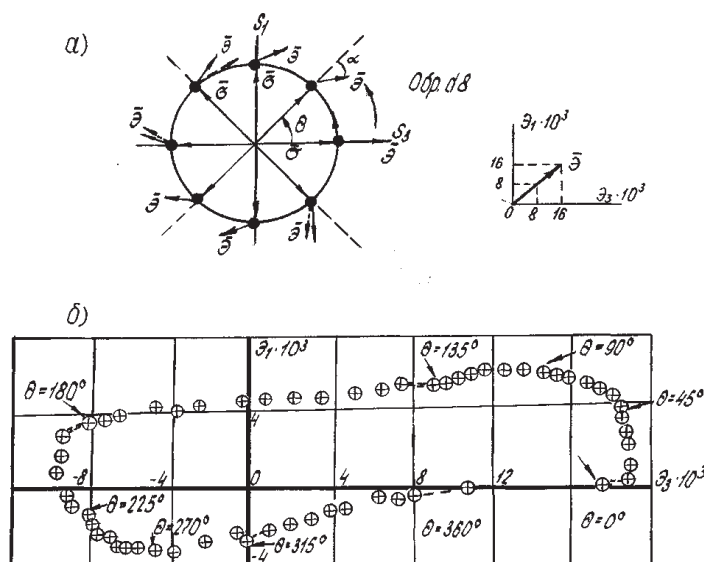 а)
S₁
Э̄
Э̄
α
σ̄
σ̄
Э̄
Обр. d8
Э̄
θ
S₃
σ̄
Э̄
Э̄
Э̄
Э̄
Э₁·10³
16
8
Э̄
0
8
16
Э₃·10³
б)
Э₁·10³
θ=135°
θ=90°
θ=180°
4
θ=45°
-8
-4
0
4
8
12
Э₃·10³
θ=225°
θ=270°
θ=315°
-4
θ=360°
θ=0°